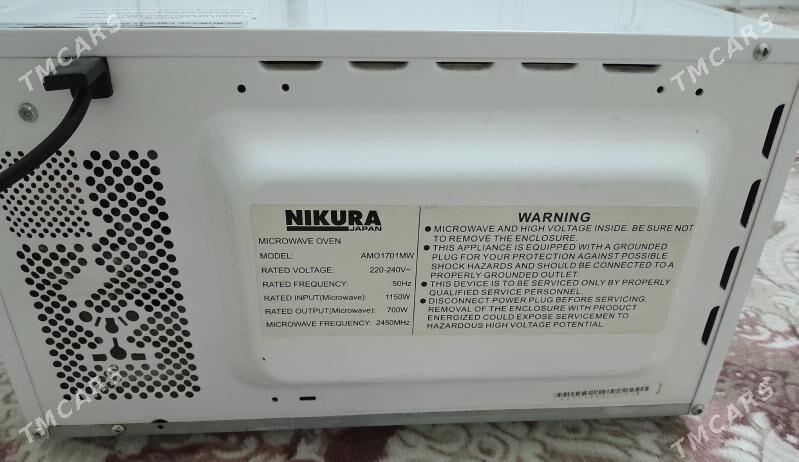 NIKURA
JAPAN
MICROWAVE OVEN
MODEL: AMO1701MW
RATED VOLTAGE: 220-240V~
RATED FREQUENCY: 50Hz
RATED INPUT(Microwave): 1150W
RATED OUTPUT(Microwave): 700W
MICROWAVE FREQUENCY: 2450MHz
WARNING
● MICROWAVE AND HIGH VOLTAGE INSIDE. BE SURE NOT
TO REMOVE THE ENCLOSURE.
● THIS APPLIANCE IS EQUIPPED WITH A GROUNDED
PLUG FOR YOUR PROTECTION AGAINST POSSIBLE
SHOCK HAZARDS AND SHOULD BE CONNECTED TO A
PROPERLY GROUNDED OUTLET.
● THIS DEVICE IS TO BE SERVICED ONLY BY PROPERLY
QUALIFIED SERVICE PERSONNEL.
● DISCONNECT POWER PLUG BEFORE SERVICING.
REMOVAL OF THE ENCLOSURE WITH PRODUCT
ENERGIZED COULD EXPOSE SERVICEMEN TO
HAZARDOUS HIGH VOLTAGE POTENTIAL.
TMCARS
TMCARS
TMCARS
TMCARS
TMCARS
TMCARS
TMCARS
TMCARS
TMCARS